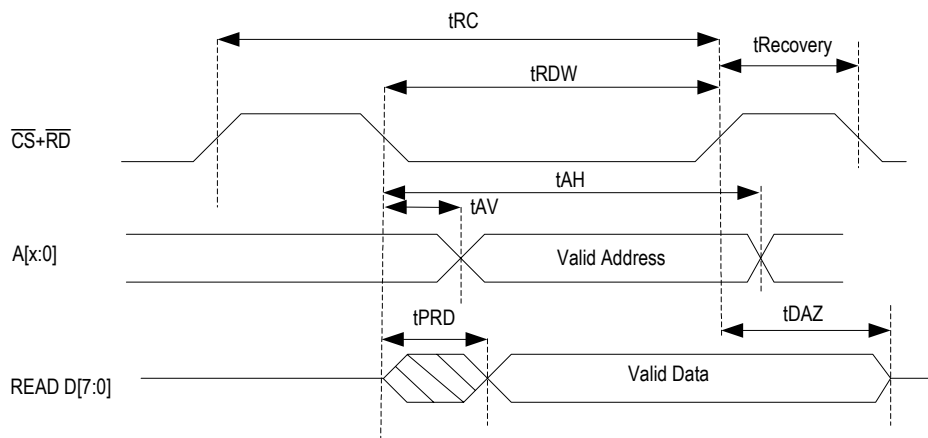 tRC
tRecovery
tRDW
CS+RD
tAH
tAV
A[x:0]
Valid Address
tPRD
tDAZ
READ D[7:0]
Valid Data